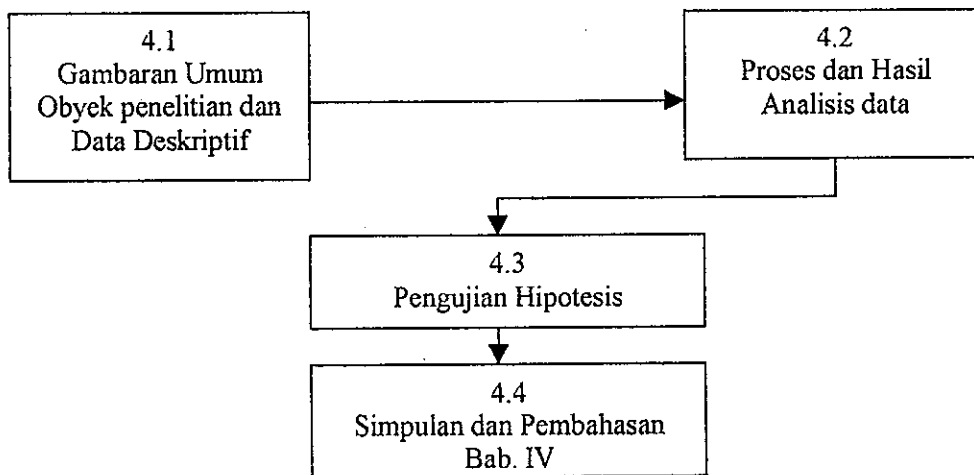 4.1
Gambaran Umum
Obyek penelitian dan
Data Deskriptif
4.2
Proses dan Hasil
Analisis data
4.3
Pengujian Hipotesis
4.4
Simpulan dan Pembahasan
Bab. IV